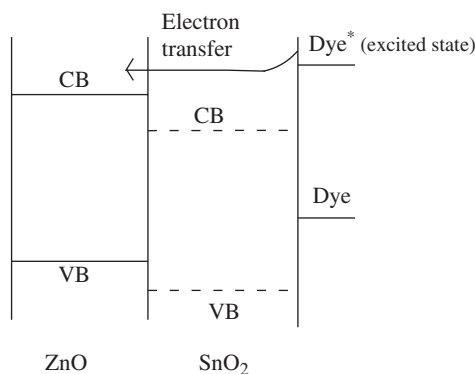 Electron
transfer
Dye* (excited state)
CB
CB
Dye
VB
VB
ZnO
SnO₂